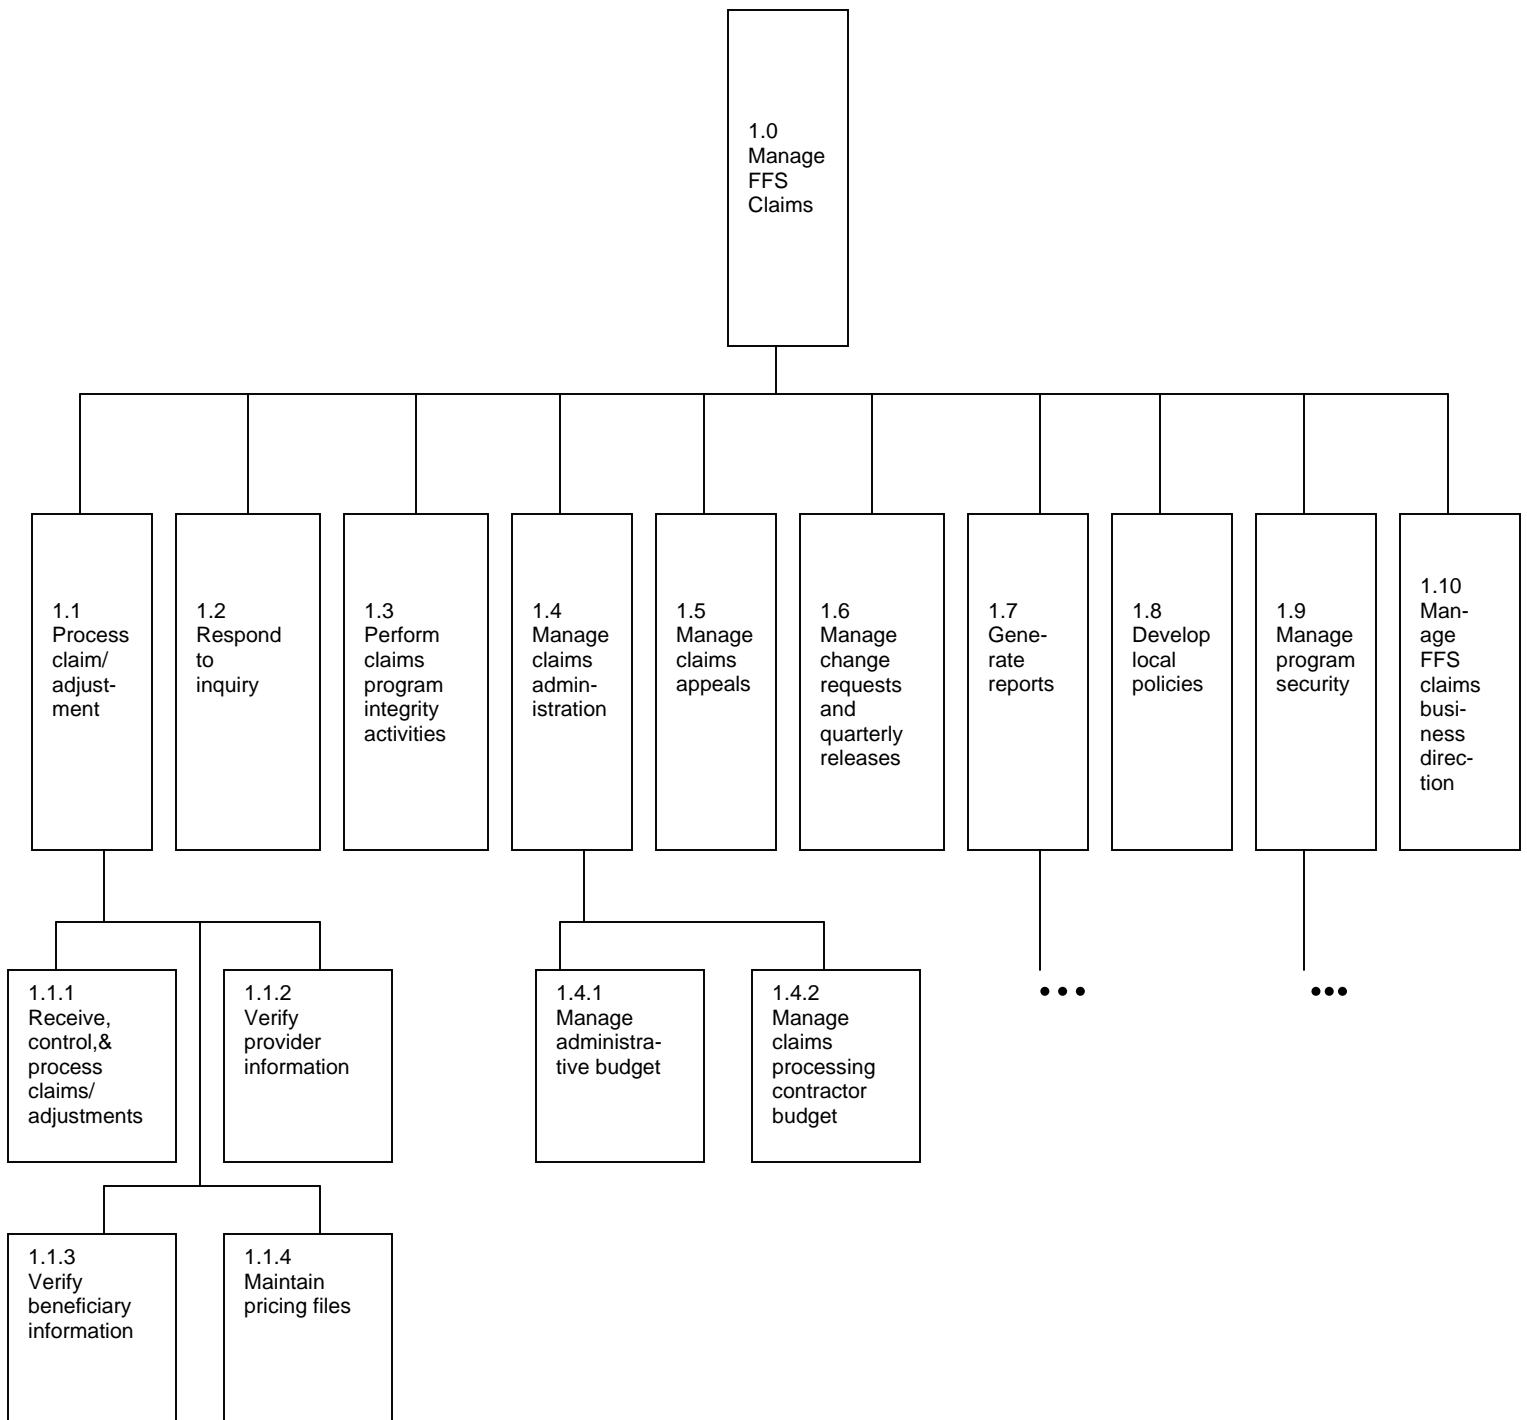 1.0
Manage
FFS
Claims
1.1
Process
claim/
adjust-
ment
1.2
Respond
to
inquiry
1.3
Perform
claims
program
integrity
activities
1.4
Manage
claims
admin-
istration
1.5
Manage
claims
appeals
1.6
Manage
change
requests
and
quarterly
releases
1.7
Gene-
rate
reports
1.8
Develop
local
policies
1.9
Manage
program
security
1.10
Man-
age
FFS
claims
busi-
ness
direc-
tion
1.1.1
Receive,
control,&
process
claims/
adjustments
1.1.2
Verify
provider
information
1.4.1
Manage
administra-
tive budget
1.4.2
Manage
claims
processing
contractor
budget
•••
•••
1.1.3
Verify
beneficiary
information
1.1.4
Maintain
pricing files